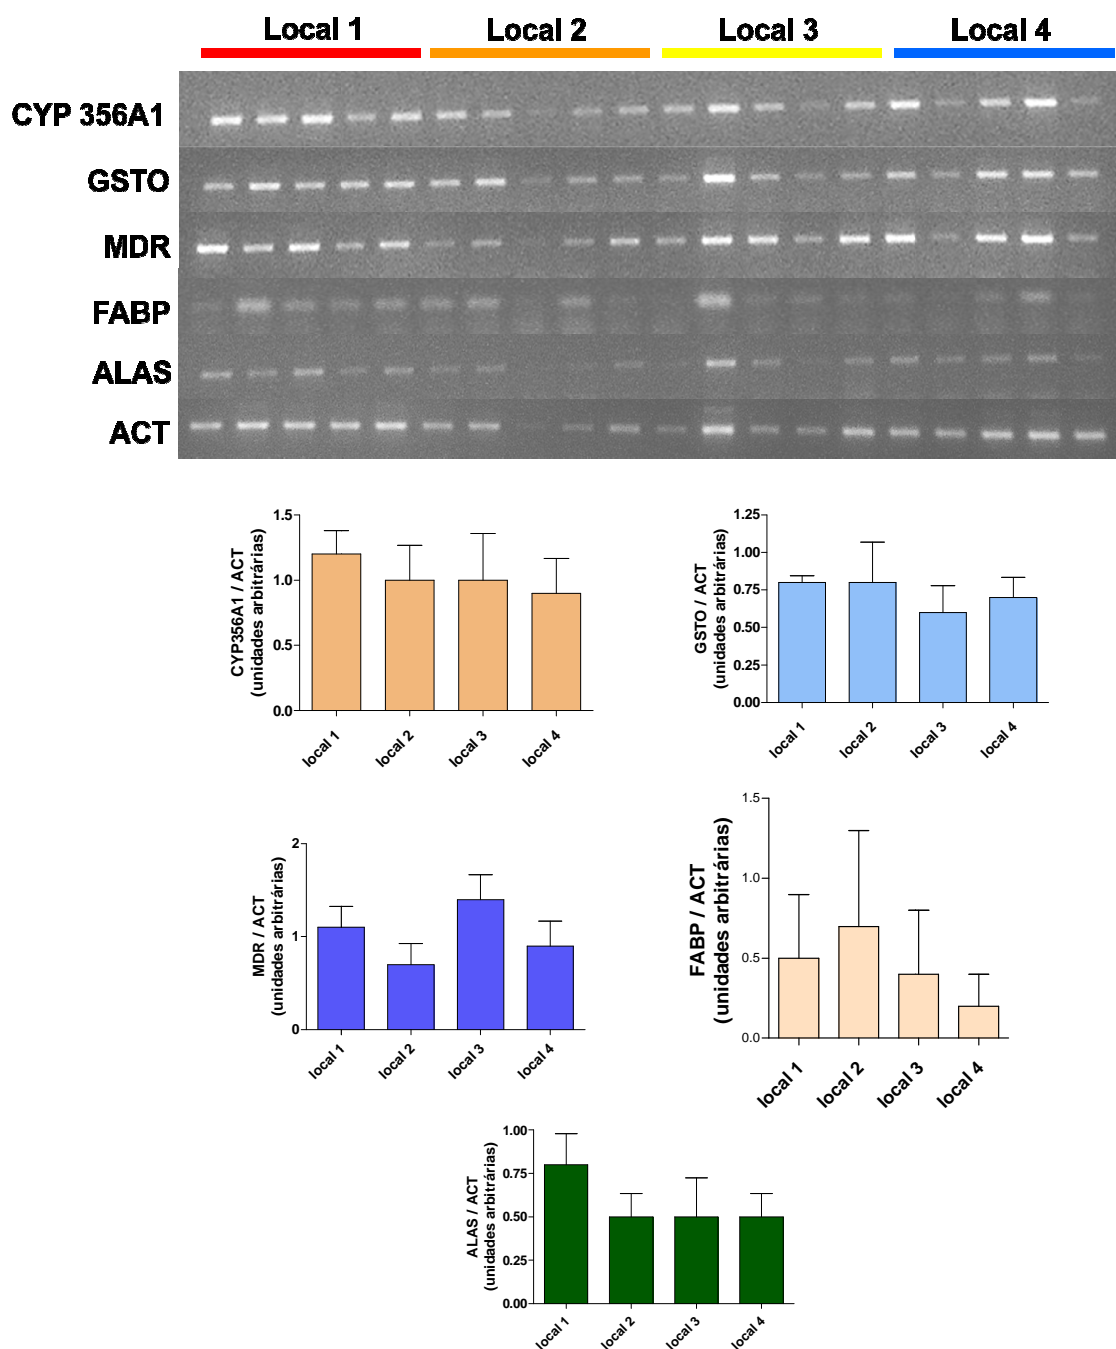 Local 1 Local 2 Local 3 Local 4
CYP 356A1
GSTO
MDR
FABP
ALAS
ACT
CYP356A1 / ACT
(unidades arbitrárias)
1.5
1.0
0.5
0.0
local 1 local 2 local 3 local 4
GSTO / ACT
(unidades arbitrárias)
1.25
1.00
0.75
0.50
0.25
0.00
local 1 local 2 local 3 local 4
MDR / ACT
(unidades arbitrárias)
2
1
0
local 1 local 2 local 3 local 4
FABP / ACT
(unidades arbitrárias)
1.5
1.0
0.5
0.0
local 1 local 2 local 3 local 4
ALAS / ACT
(unidades arbitrárias)
1.00
0.75
0.50
0.25
0.00
local 1 local 2 local 3 local 4